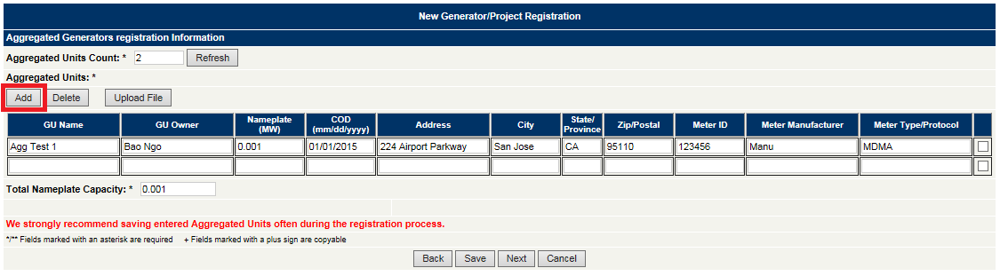 New Generator/Project Registration
Aggregated Generators registration Information
Aggregated Units Count: * 2 Refresh
Aggregated Units: *
Add Delete Upload File
GU Name GU Owner Nameplate (MW) COD (mm/dd/yyyy) Address City State/Province Zip/Postal Meter ID Meter Manufacturer Meter Type/Protocol
Agg Test 1 Bao Ngo 0.001 01/01/2015 224 Airport Parkway San Jose CA 95110 123456 Manu MDMA
Total Nameplate Capacity: * 0.001
We strongly recommend saving entered Aggregated Units often during the registration process.
*/** Fields marked with an asterisk are required + Fields marked with a plus sign are copyable
Back Save Next Cancel